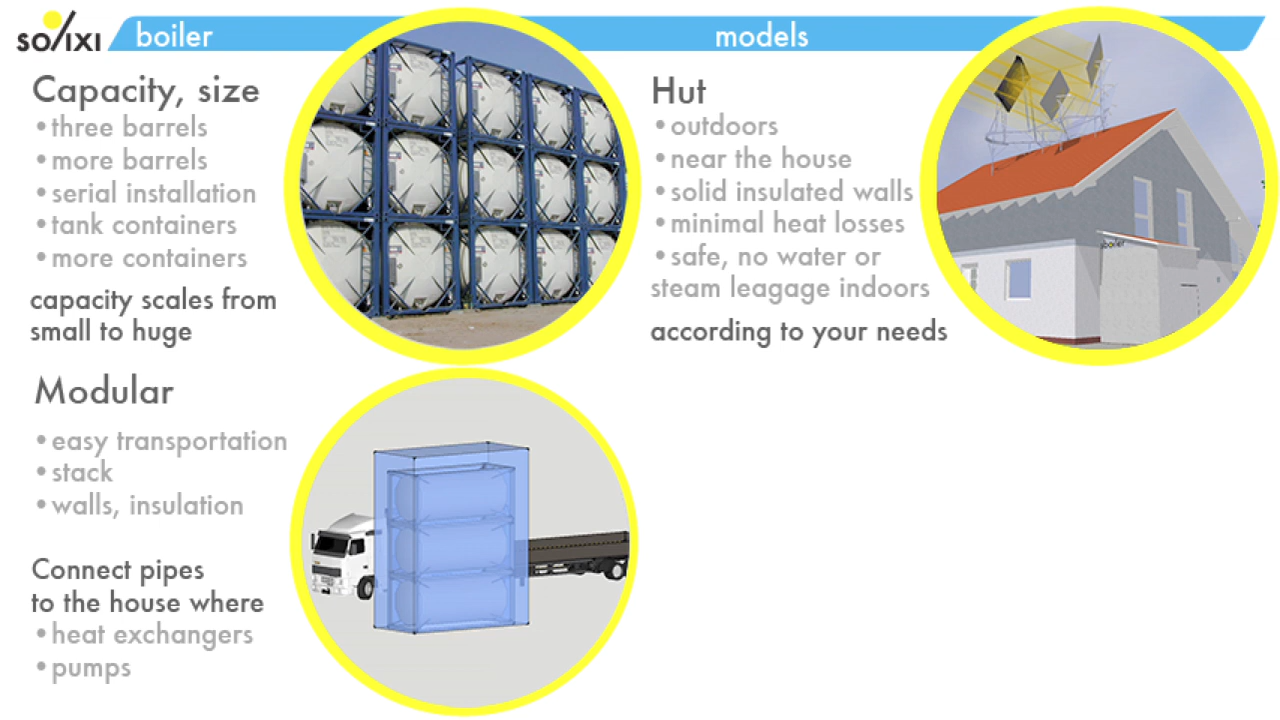 solixi
boiler
models
Capacity, size
•three barrels
•more barrels
•serial installation
•tank containers
•more containers
capacity scales from
small to huge
Hut
•outdoors
•near the house
•solid insulated walls
•minimal heat losses
•safe, no water or
steam leagage indoors
according to your needs
boiler
Modular
•easy transportation
•stack
•walls, insulation
Connect pipes
to the house where
•heat exchangers
•pumps